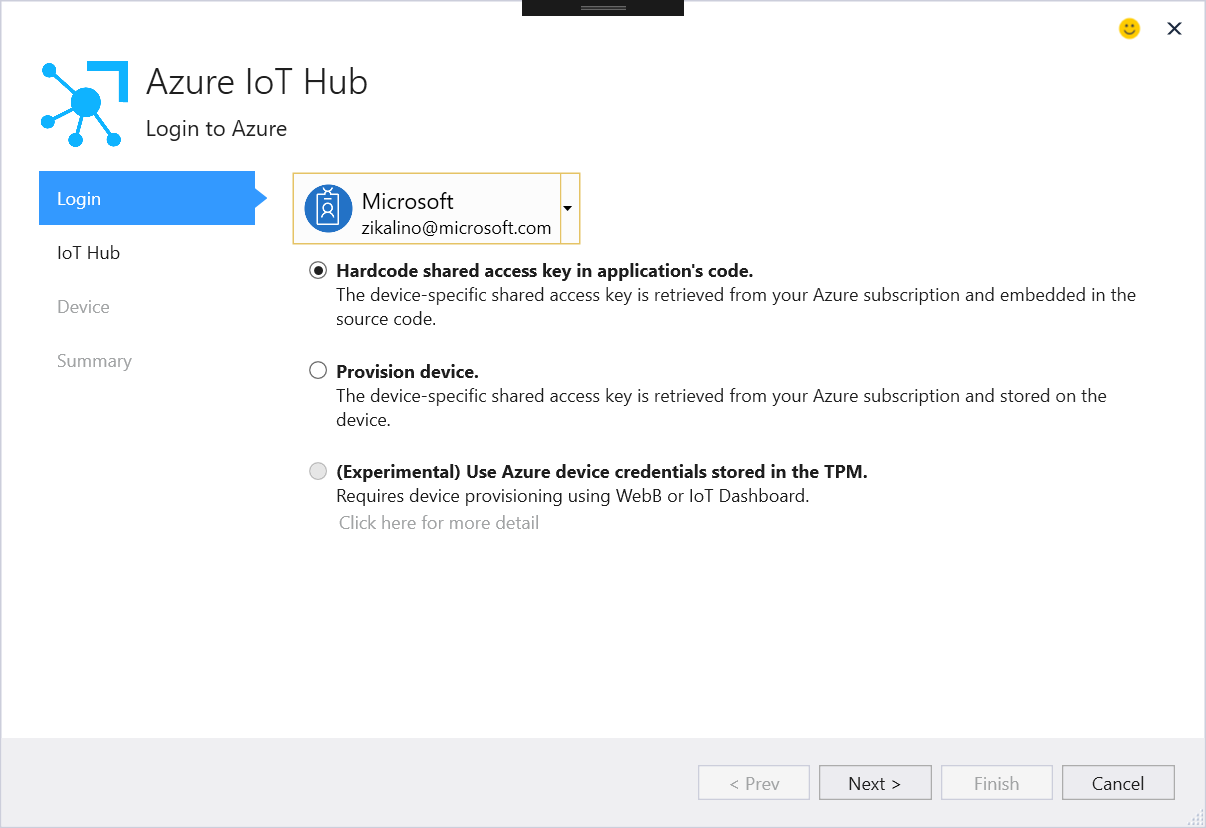 Azure IoT Hub
Login to Azure
Login
IoT Hub
Device
Summary
Microsoft
zikalino@microsoft.com
Hardcode shared access key in application's code.
The device-specific shared access key is retrieved from your Azure subscription and embedded in the
source code.
Provision device.
The device-specific shared access key is retrieved from your Azure subscription and stored on the
device.
(Experimental) Use Azure device credentials stored in the TPM.
Requires device provisioning using WebB or IoT Dashboard.
Click here for more detail
< Prev
Next >
Finish
Cancel